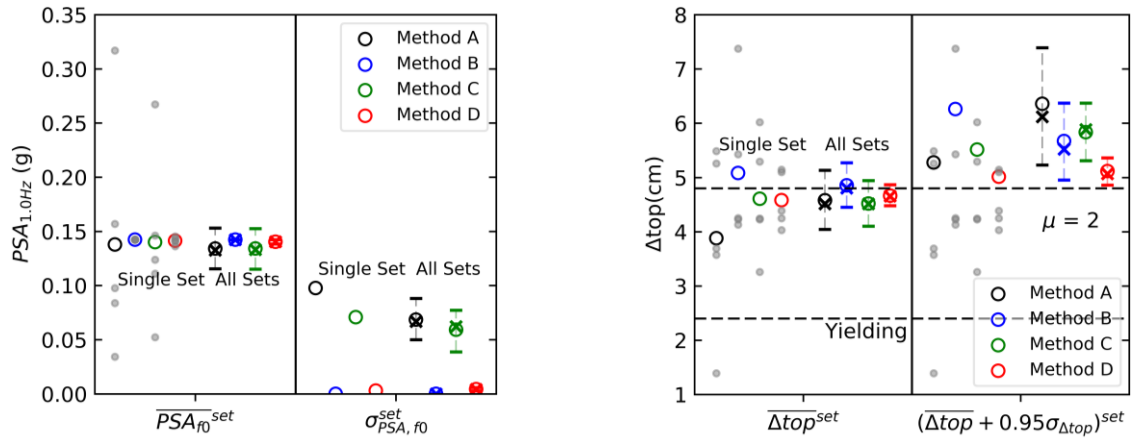 0.35
0.30
0.25
0.20
0.15
0.10
0.05
0.00
PSA1.0Hz (g)
Method A
Method B
Method C
Method D
Single Set All Sets
Single Set All Sets
PSAf0set
σPSA, f0set
8
7
6
5
4
3
2
1
Δtop(cm)
Single Set All Sets
μ = 2
Yielding
Method A
Method B
Method C
Method D
Δtopset
(Δtop + 0.95σΔtop)set